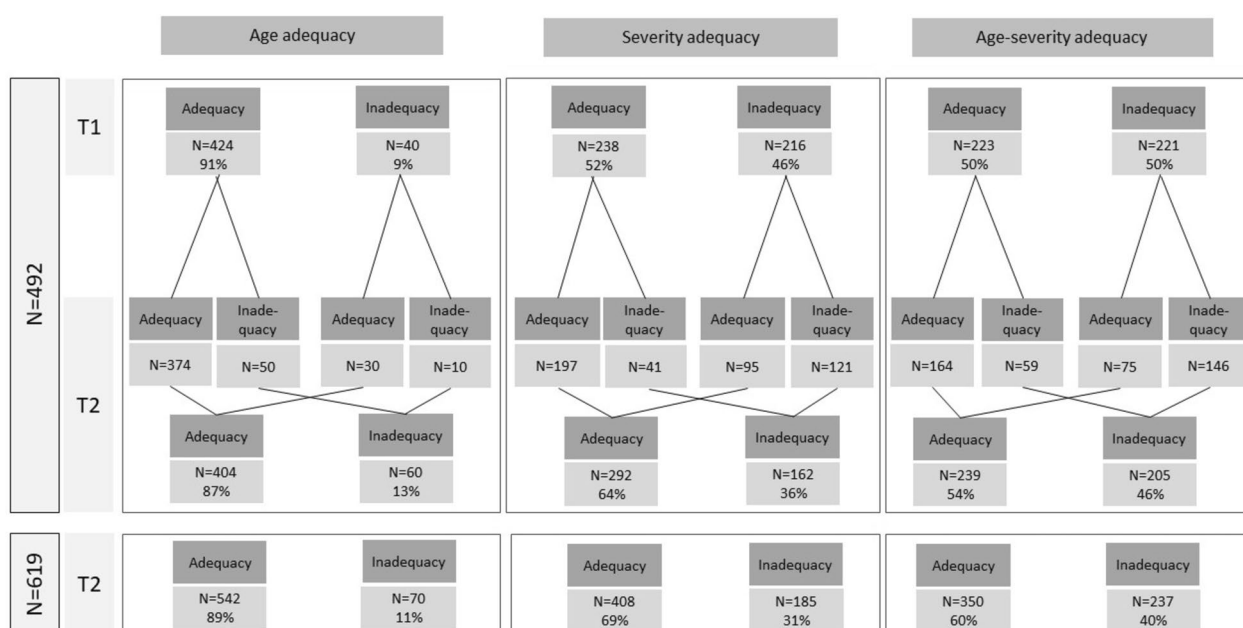 Age adequacy
Severity adequacy
Age-severity adequacy
N=492
T1
Adequacy
Inadequacy
Adequacy
Inadequacy
Adequacy
Inadequacy
N=424
91%
N=40
9%
N=238
52%
N=216
46%
N=223
50%
N=221
50%
T2
Adequacy
Inade-
quacy
Adequacy
Inade-
quacy
Adequacy
Inade-
quacy
Adequacy
Inade-
quacy
Adequacy
Inade-
quacy
Adequacy
Inade-
quacy
N=374
N=50
N=30
N=10
N=197
N=41
N=95
N=121
N=164
N=59
N=75
N=146
Adequacy
Inadequacy
Adequacy
Inadequacy
Adequacy
Inadequacy
N=404
87%
N=60
13%
N=292
64%
N=162
36%
N=239
54%
N=205
46%
N=619
T2
Adequacy
Inadequacy
Adequacy
Inadequacy
Adequacy
Inadequacy
N=542
89%
N=70
11%
N=408
69%
N=185
31%
N=350
60%
N=237
40%